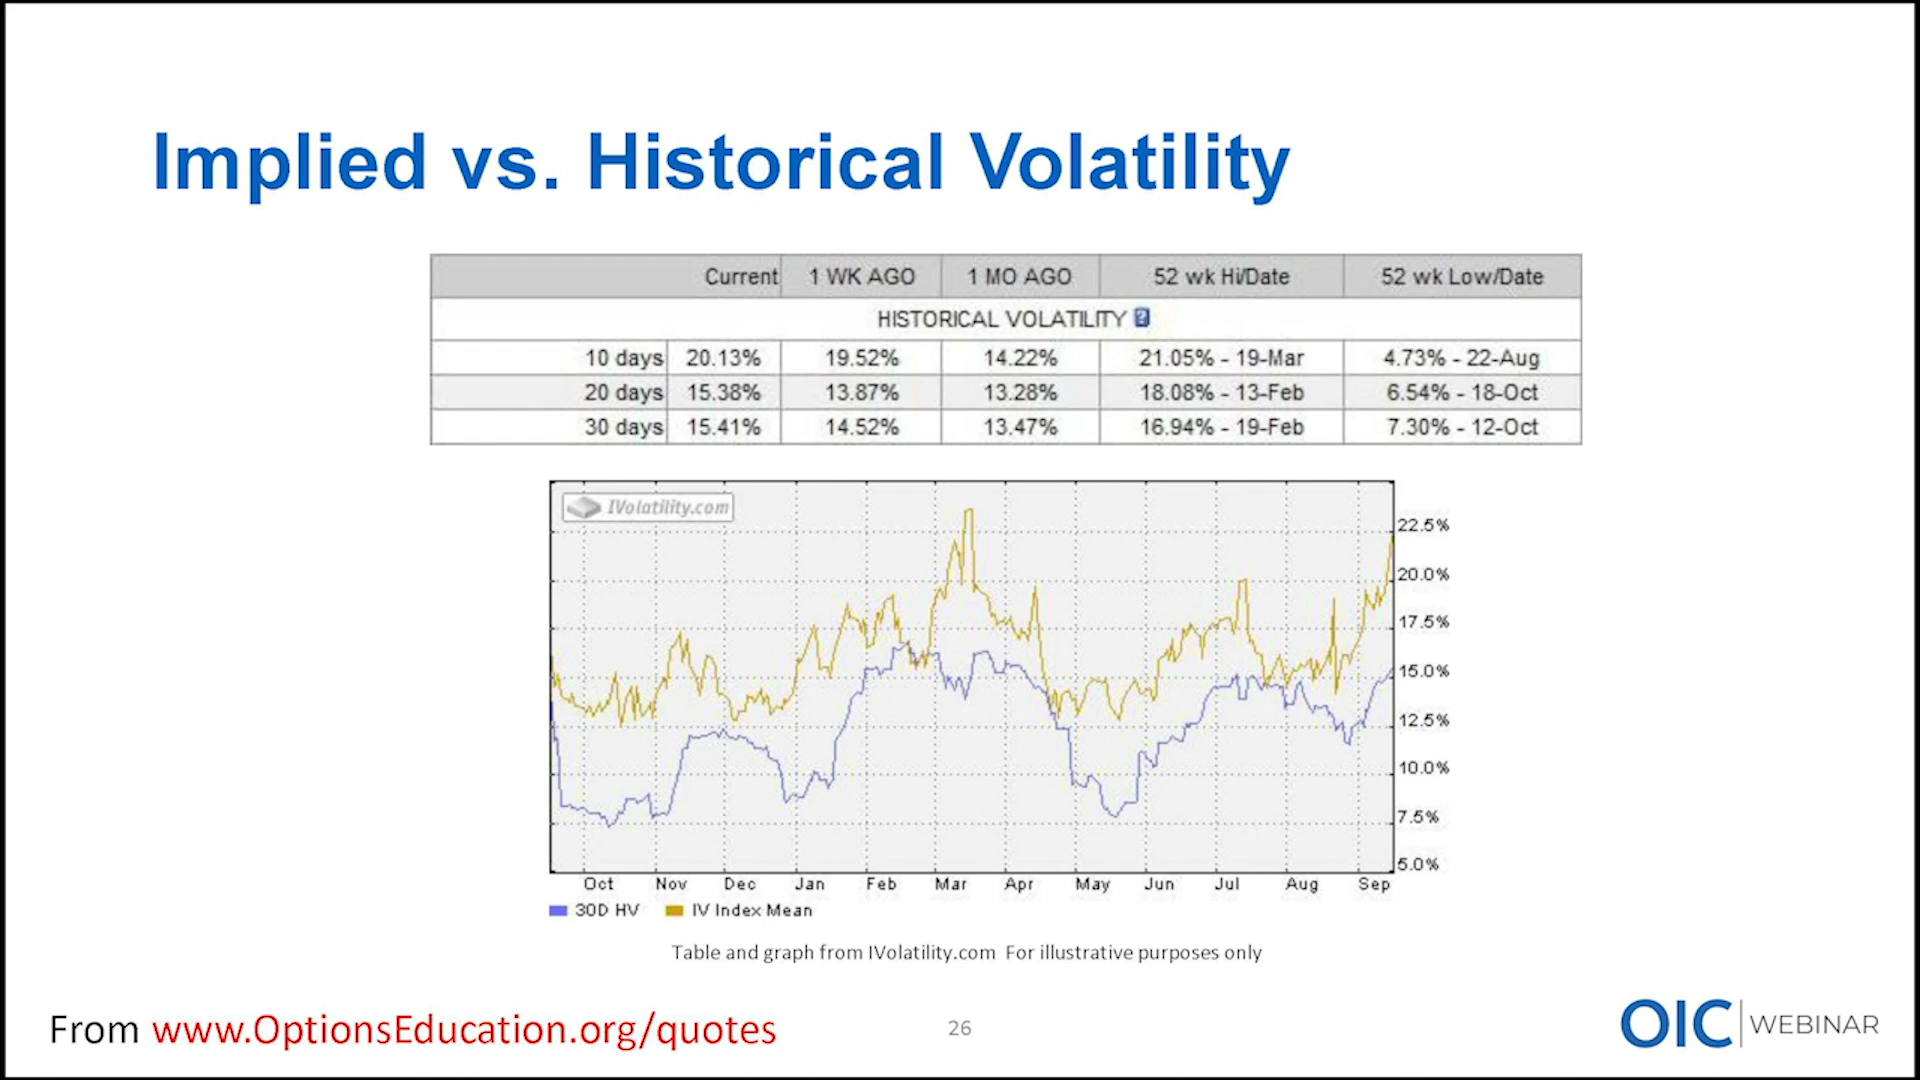 Implied vs. Historical Volatility
Current 1 WK AGO 1 MO AGO 52 wk Hi/Date 52 wk Low/Date
HISTORICAL VOLATILITY ?
10 days 20.13% 19.52% 14.22% 21.05% - 19-Mar 4.73% - 22-Aug
20 days 15.38% 13.87% 13.28% 18.08% - 13-Feb 6.54% - 18-Oct
30 days 15.41% 14.52% 13.47% 16.94% - 19-Feb 7.30% - 12-Oct
IVolatility.com
22.5%
20.0%
17.5%
15.0%
12.5%
10.0%
7.5%
5.0%
Oct Nov Dec Jan Feb Mar Apr May Jun Jul Aug Sep
30D HV IV Index Mean
Table and graph from IVolatility.com For illustrative purposes only
From www.OptionsEducation.org/quotes
26
OIC WEBINAR